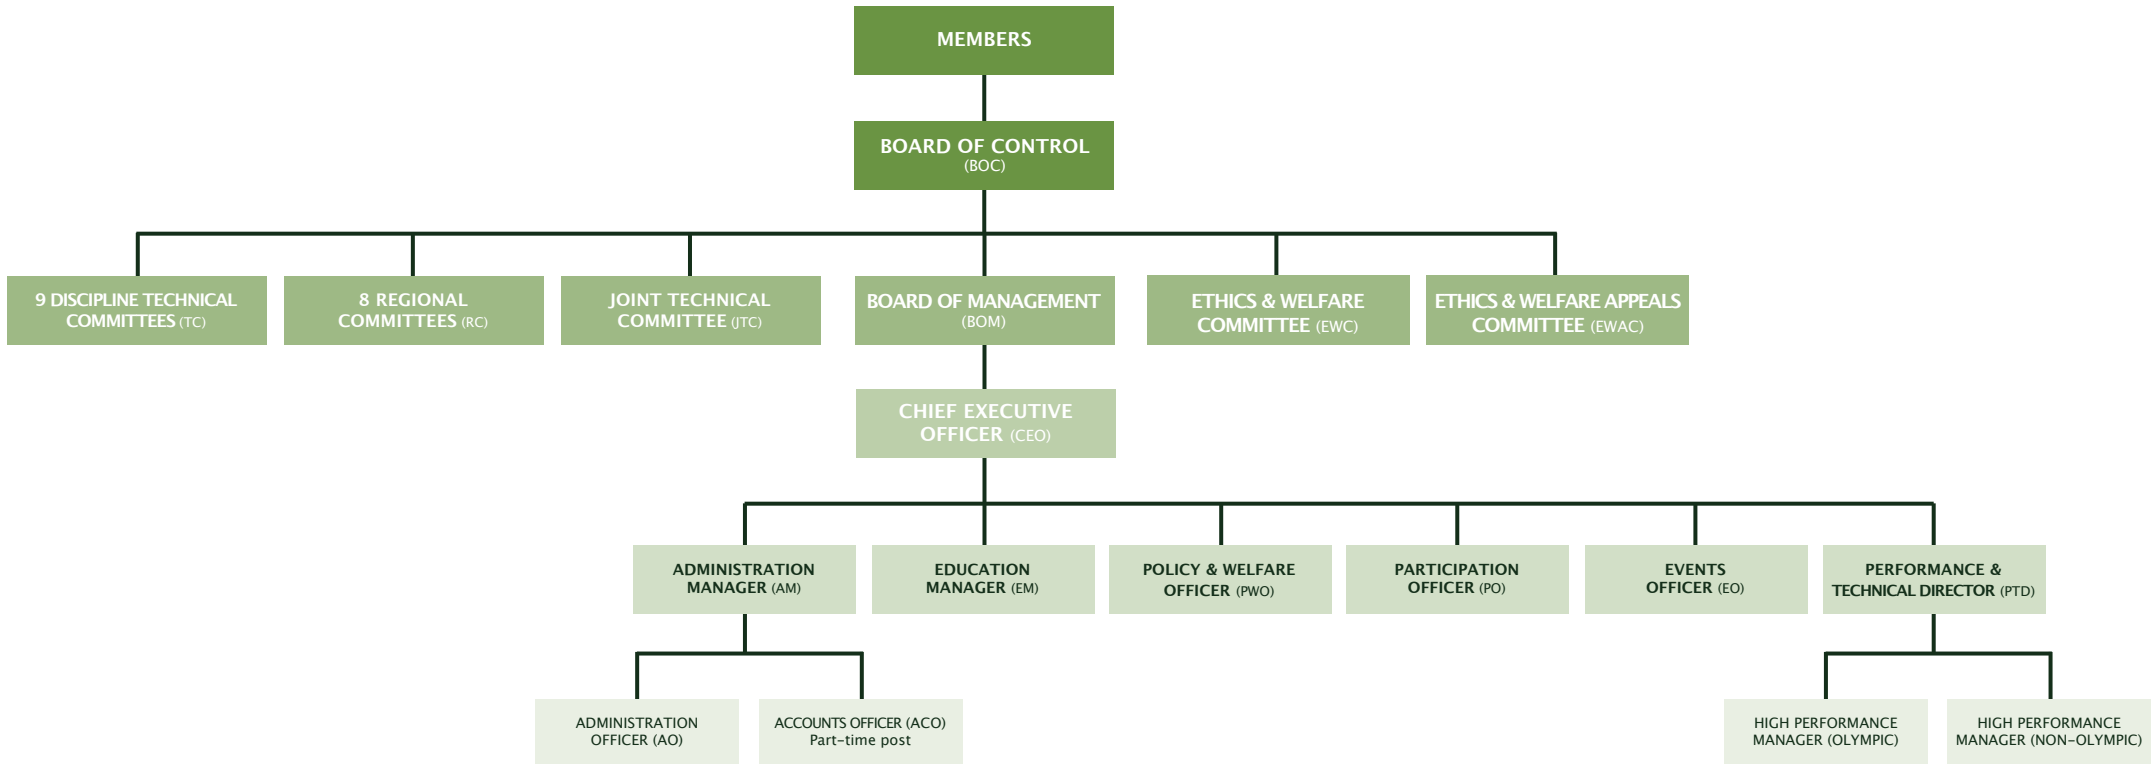 MEMBERS
BOARD OF CONTROL
(BOC)
9 DISCIPLINE TECHNICAL
COMMITTEES (TC)
8 REGIONAL
COMMITTEES (RC)
JOINT TECHNICAL
COMMITTEE (JTC)
BOARD OF MANAGEMENT
(BOM)
ETHICS & WELFARE
COMMITTEE (EWC)
ETHICS & WELFARE APPEALS
COMMITTEE (EWAC)
CHIEF EXECUTIVE
OFFICER (CEO)
ADMINISTRATION
MANAGER (AM)
EDUCATION
MANAGER (EM)
POLICY & WELFARE
OFFICER (PWO)
PARTICIPATION
OFFICER (PO)
EVENTS
OFFICER (EO)
PERFORMANCE &
TECHNICAL DIRECTOR (PTD)
ADMINISTRATION
OFFICER (AO)
ACCOUNTS OFFICER (ACO)
Part-time post
HIGH PERFORMANCE
MANAGER (OLYMPIC)
HIGH PERFORMANCE
MANAGER (NON-OLYMPIC)